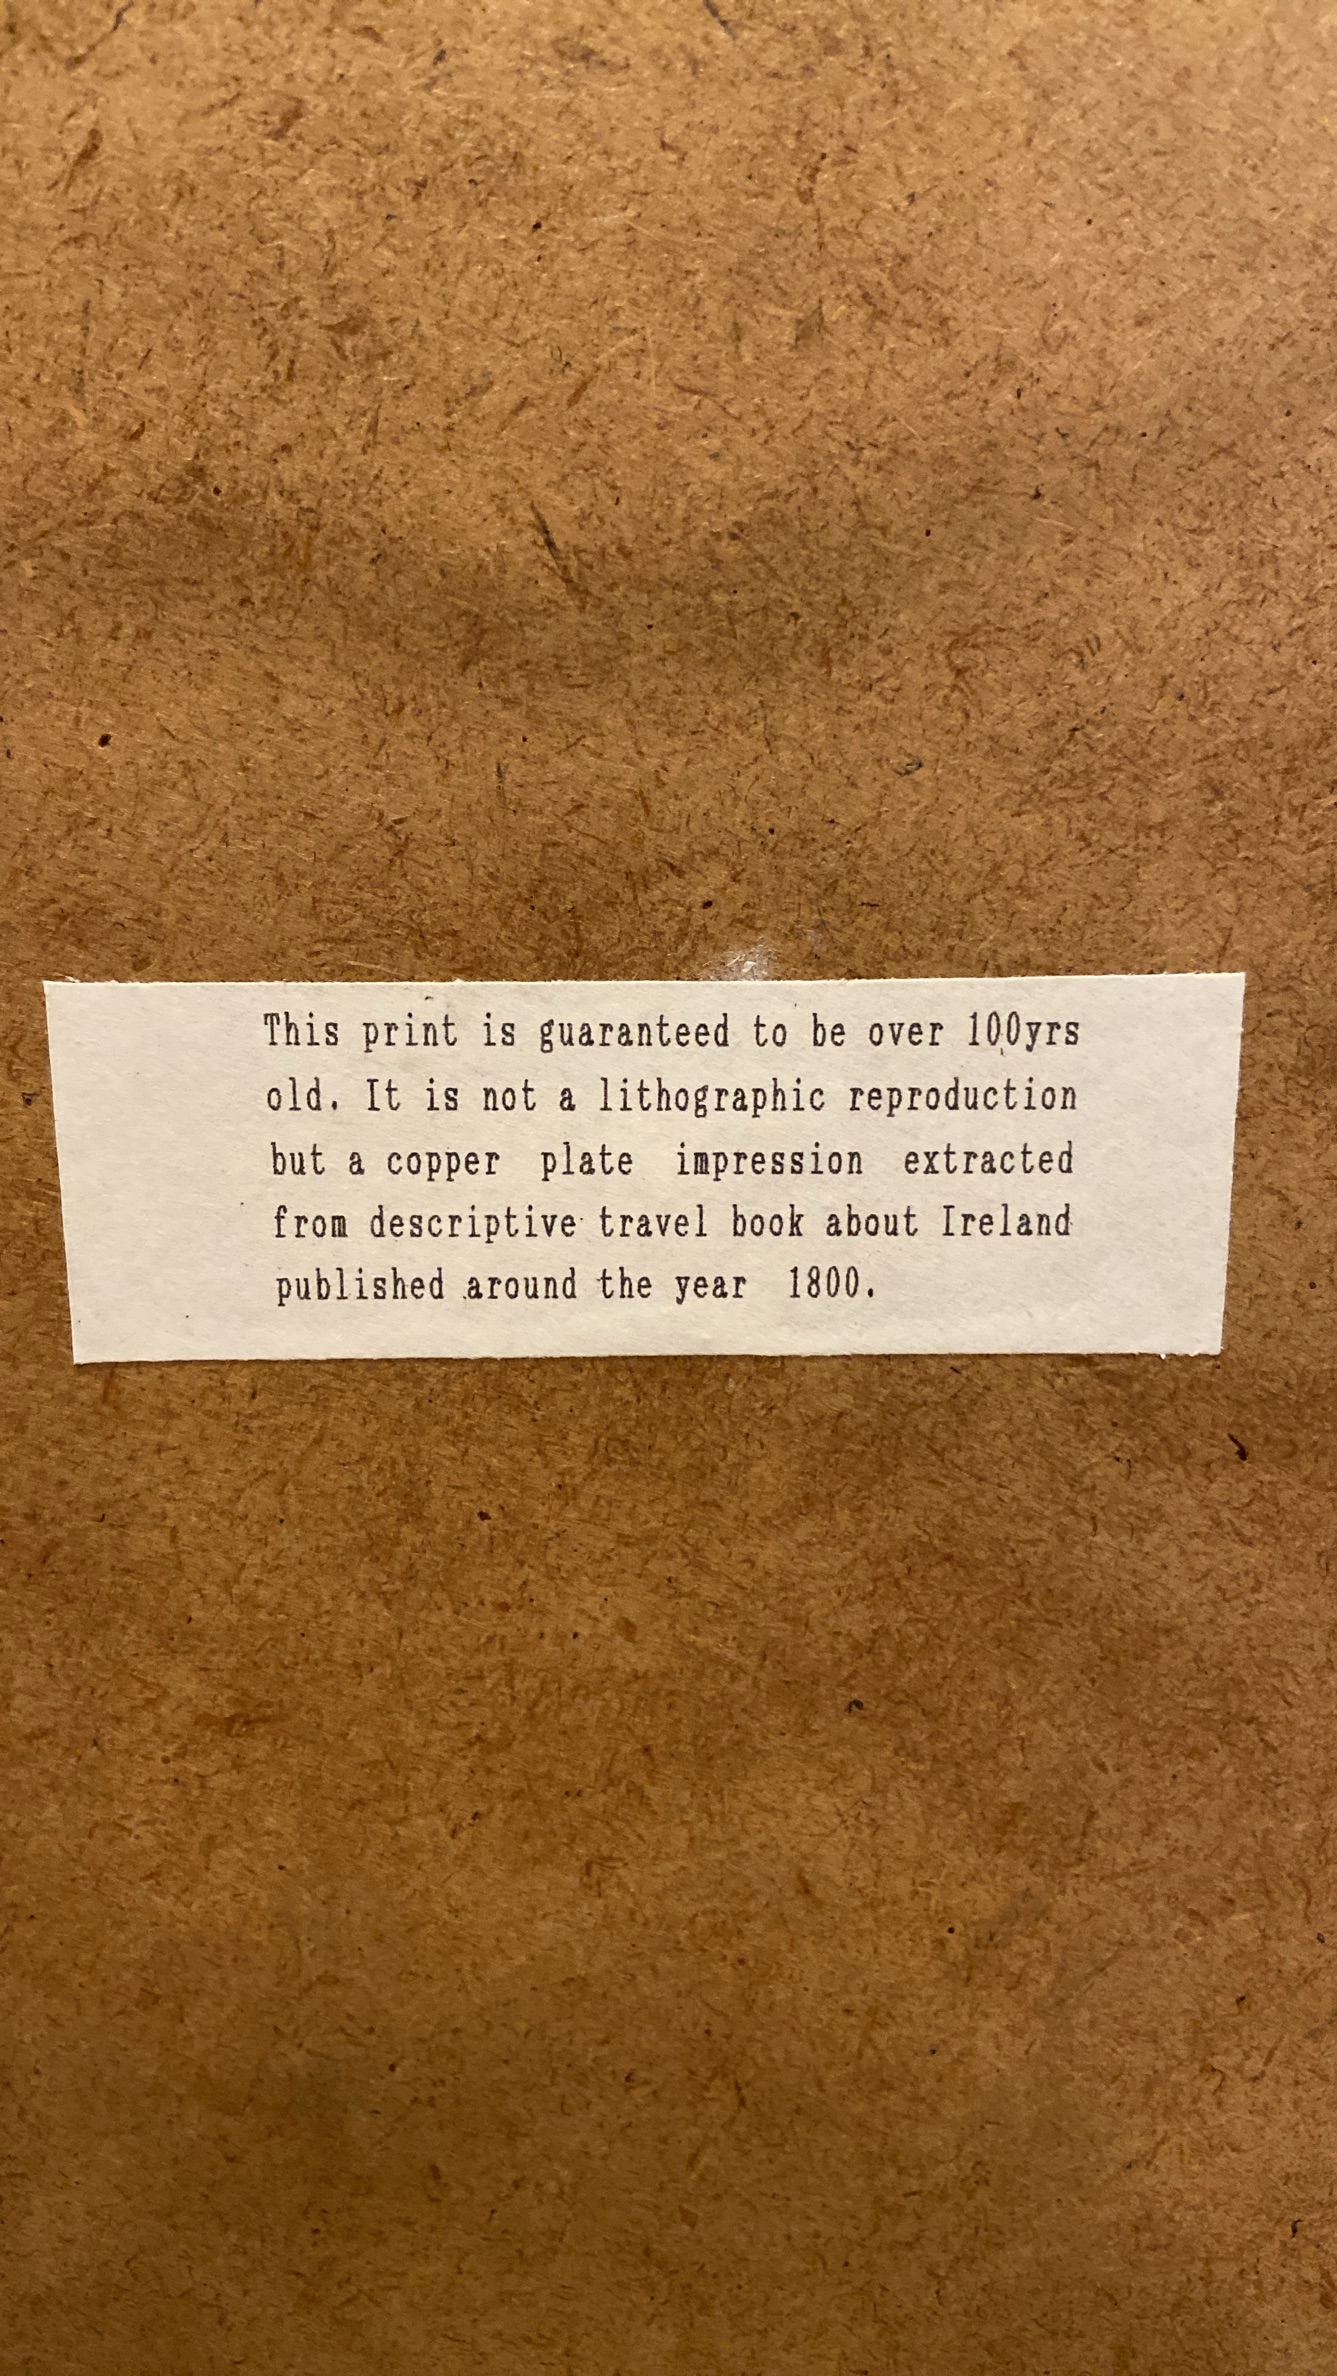 This print is guaranteed to be over 100yrs
old. It is not a lithographic reproduction
but a copper plate impression extracted
from descriptive travel book about Ireland
published around the year 1800.